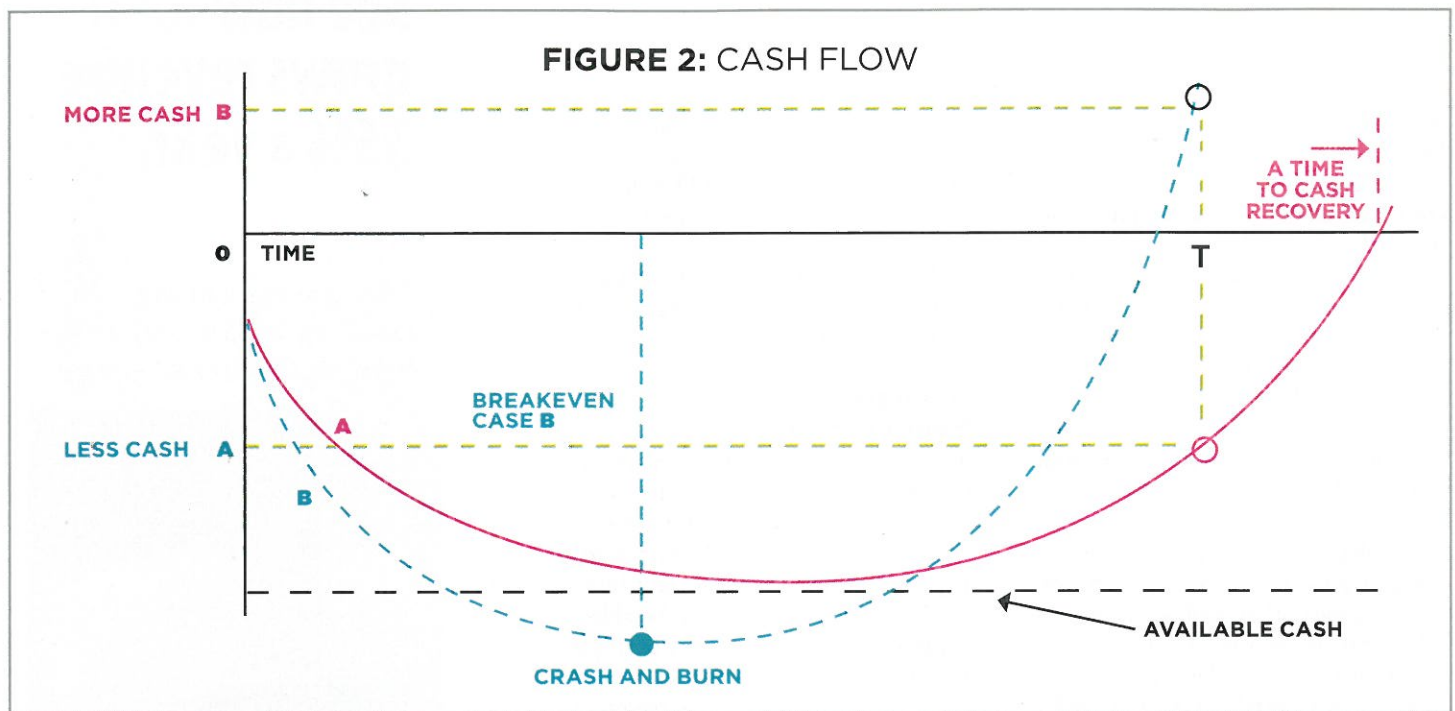 FIGURE 2: CASH FLOW
MORE CASH B
A TIME
TO CASH
RECOVERY
0 TIME
T
BREAKEVEN
CASE B
A
LESS CASH A
B
AVAILABLE CASH
CRASH AND BURN